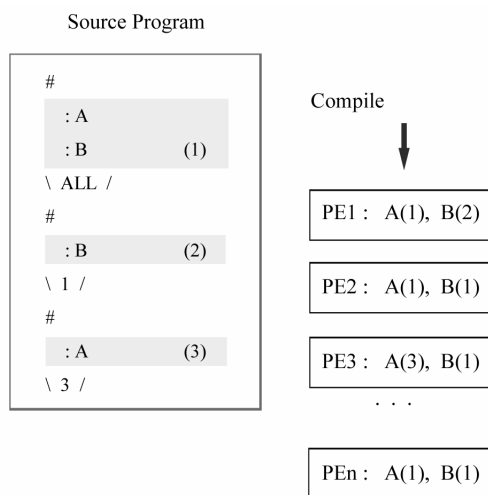 Source Program
#
: A
: B (1)
\ ALL /
#
: B (2)
\ 1 /
#
: A (3)
\ 3 /
Compile
PE1 : A(1), B(2)
PE2 : A(1), B(1)
PE3 : A(3), B(1)
. . .
PEn : A(1), B(1)